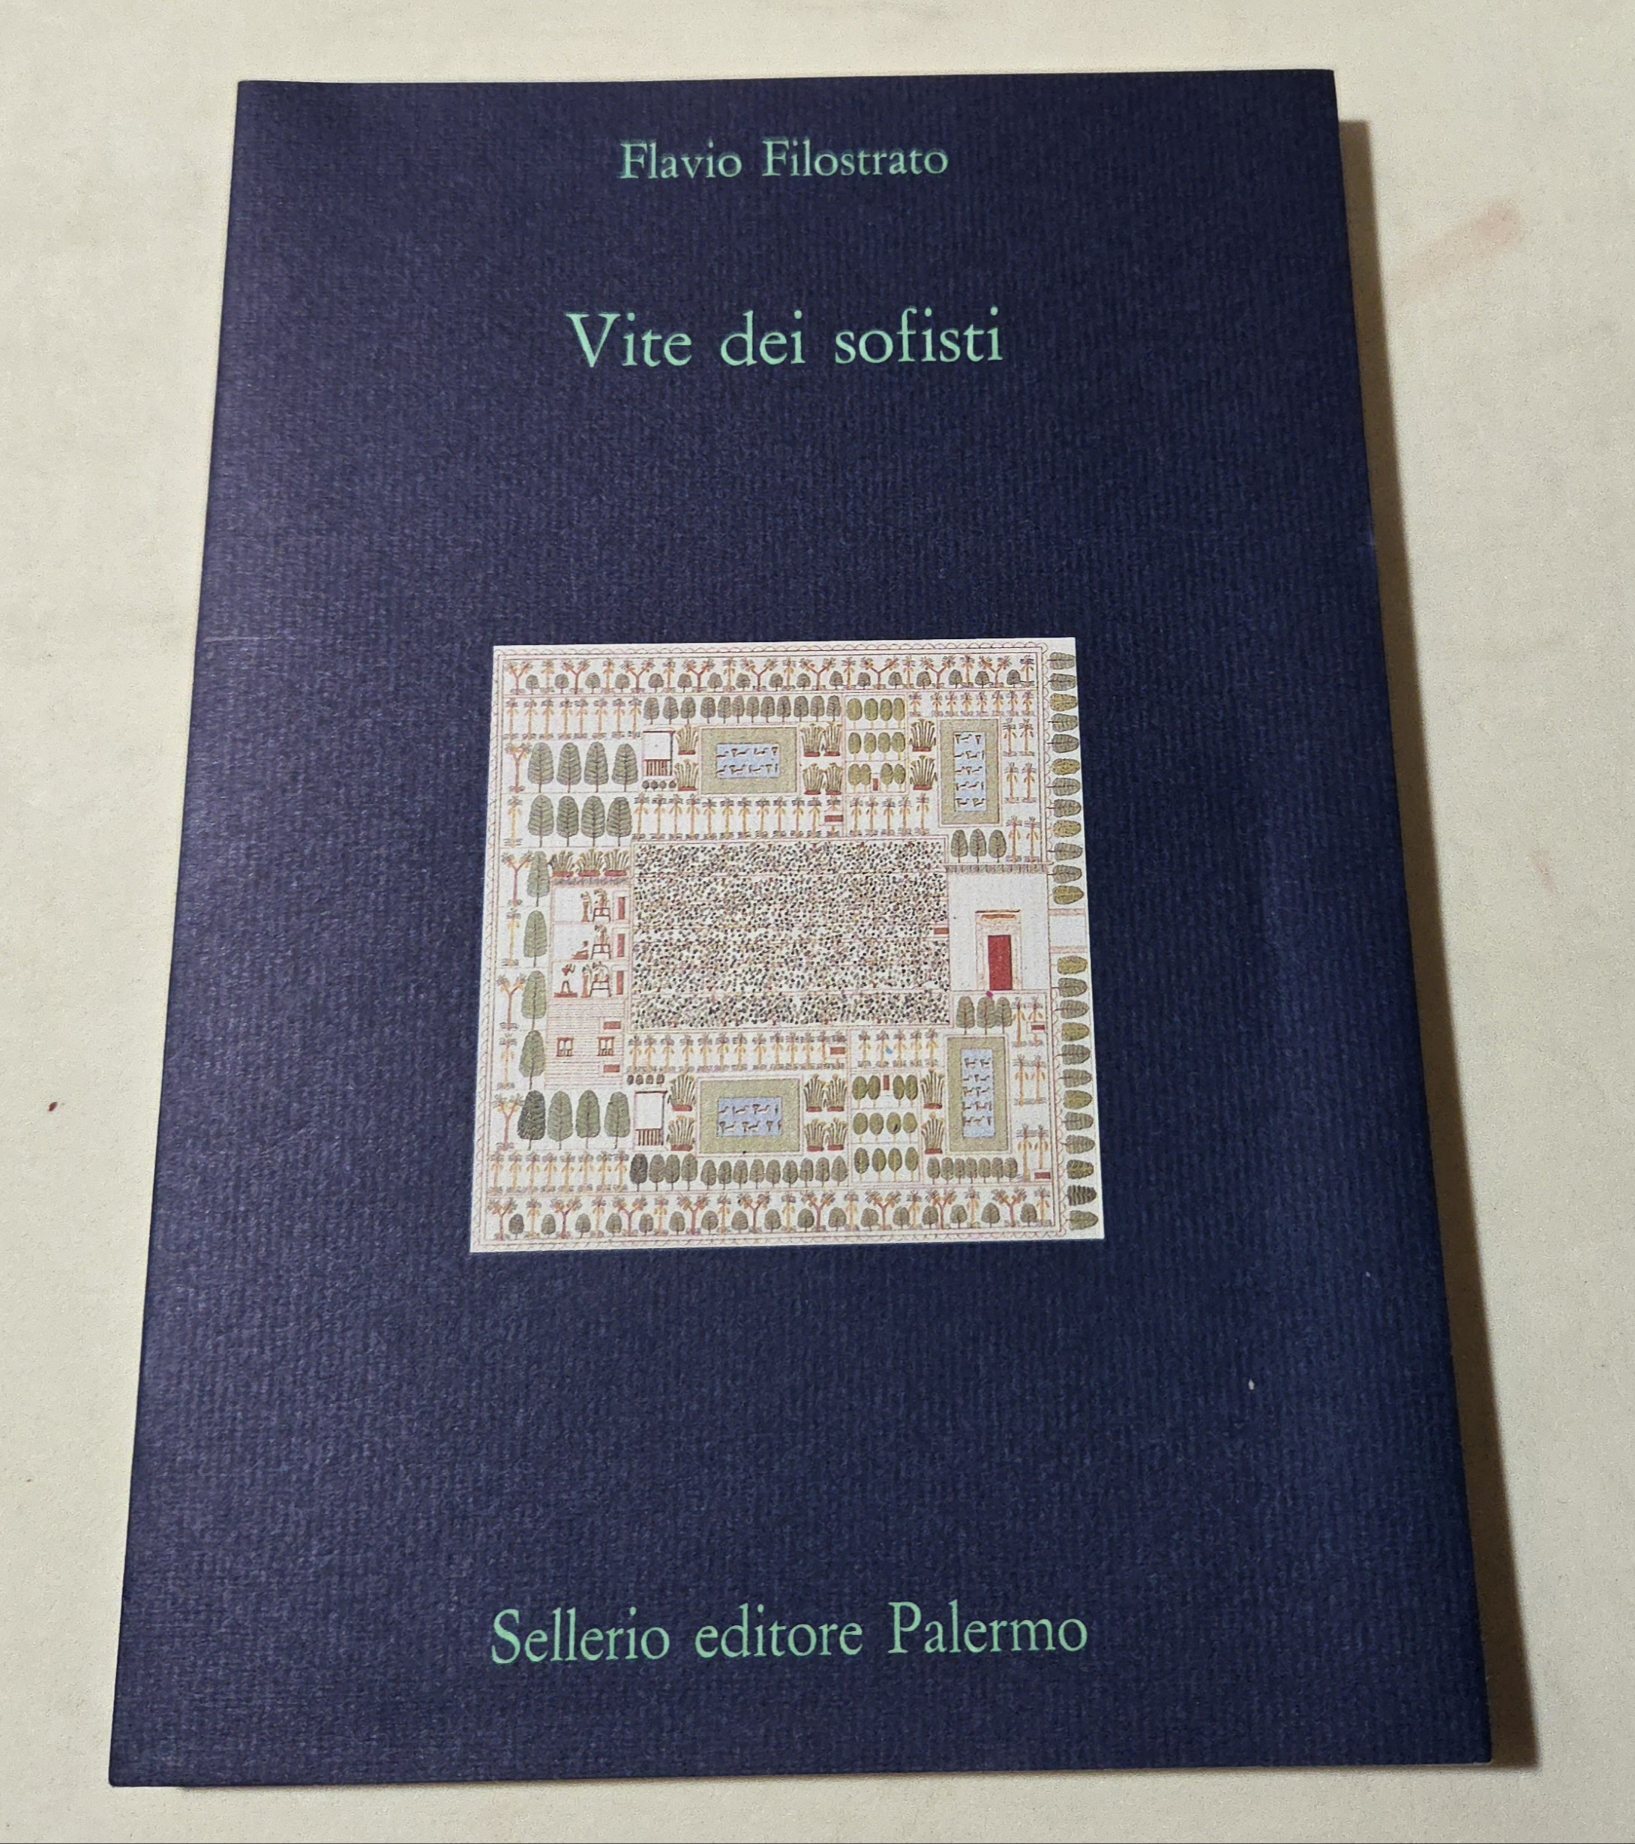 Flavio Filostrato
Vite dei sofisti
Sellerio editore Palermo